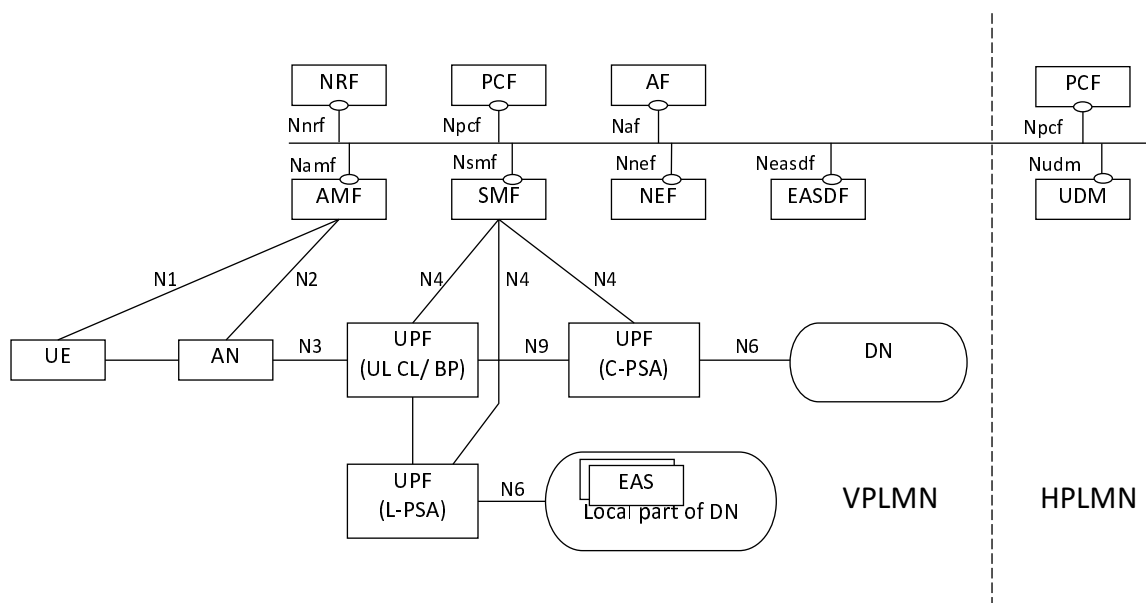 NRF
PCF
AF
PCF
Nnrf
Npcf
Naf
Npcf
Namf
Nsmf
Nnef
Neasdf
Nudm
AMF
SMF
NEF
EASDF
UDM
N1
N2
N4
N4
N4
UE
AN
N3
UPF
(UL CL/ BP)
N9
UPF
(C-PSA)
N6
DN
UPF
(L-PSA)
N6
EAS
Local part of DN
VPLMN
HPLMN